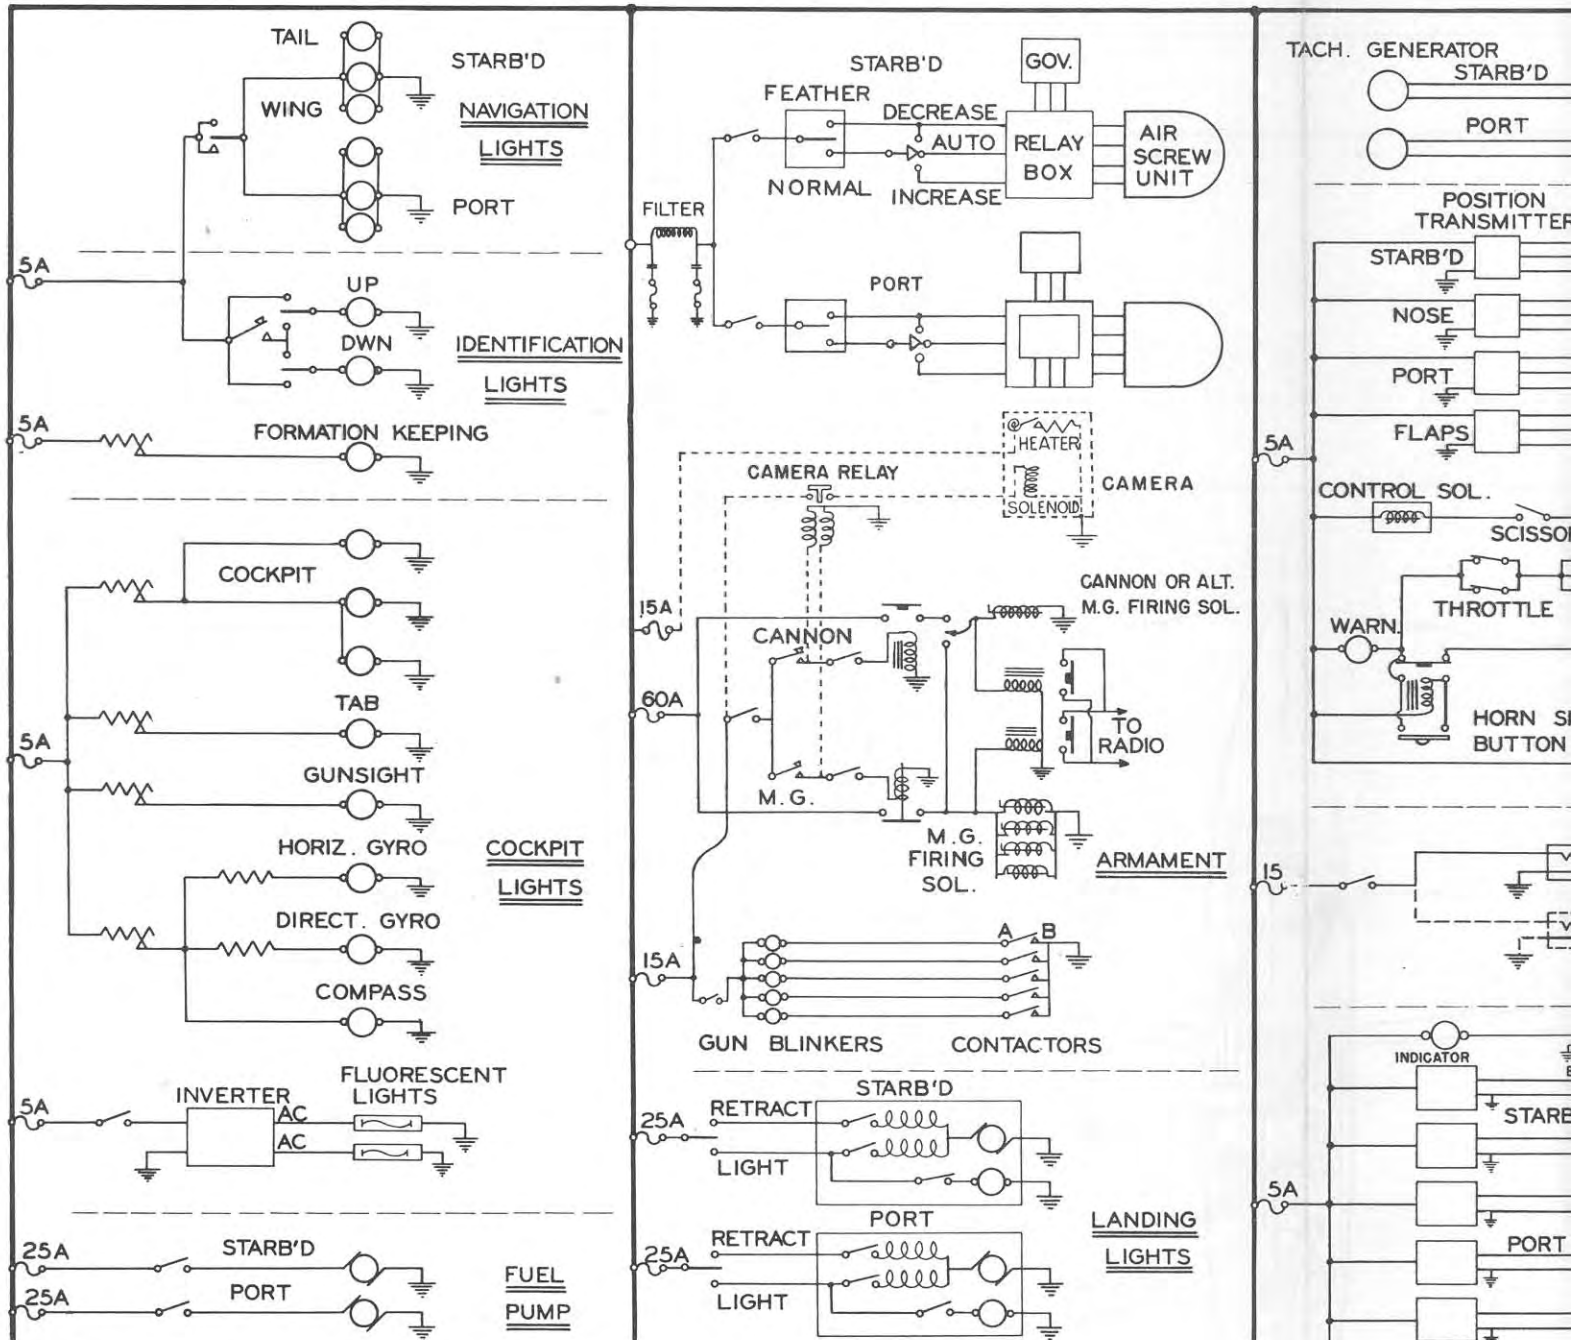 TAIL
STARB'D
WING
NAVIGATION
LIGHTS
PORT
5A
UP
DWN
IDENTIFICATION
LIGHTS
5A
FORMATION KEEPING
COCKPIT
TAB
5A
GUNSIGHT
HORIZ. GYRO
COCKPIT
LIGHTS
DIRECT. GYRO
COMPASS
5A
INVERTER
AC
AC
FLUORESCENT
LIGHTS
25A
STARB'D
25A
PORT
FUEL
PUMP
STARB'D
FEATHER
NORMAL
DECREASE
AUTO
INCREASE
GOV.
RELAY
BOX
AIR
SCREW
UNIT
FILTER
PORT
HEATER
CAMERA RELAY
CAMERA
SOLENOID
15A
CANNON OR ALT.
M.G. FIRING SOL.
CANNON
60A
TO
RADIO
M.G.
M.G.
FIRING
SOL.
ARMAMENT
15A
A B
GUN BLINKERS
CONTACTORS
STARB'D
25A
RETRACT
LIGHT
PORT
25A
RETRACT
LIGHT
LANDING
LIGHTS
TACH. GENERATOR
STARB'D
PORT
POSITION
TRANSMITTER
STARB'D
NOSE
PORT
FLAPS
5A
CONTROL SOL.
SCISSO
THROTTLE
WARN.
HORN S
BUTTON
15
INDICATOR
STARB
5A
PORT